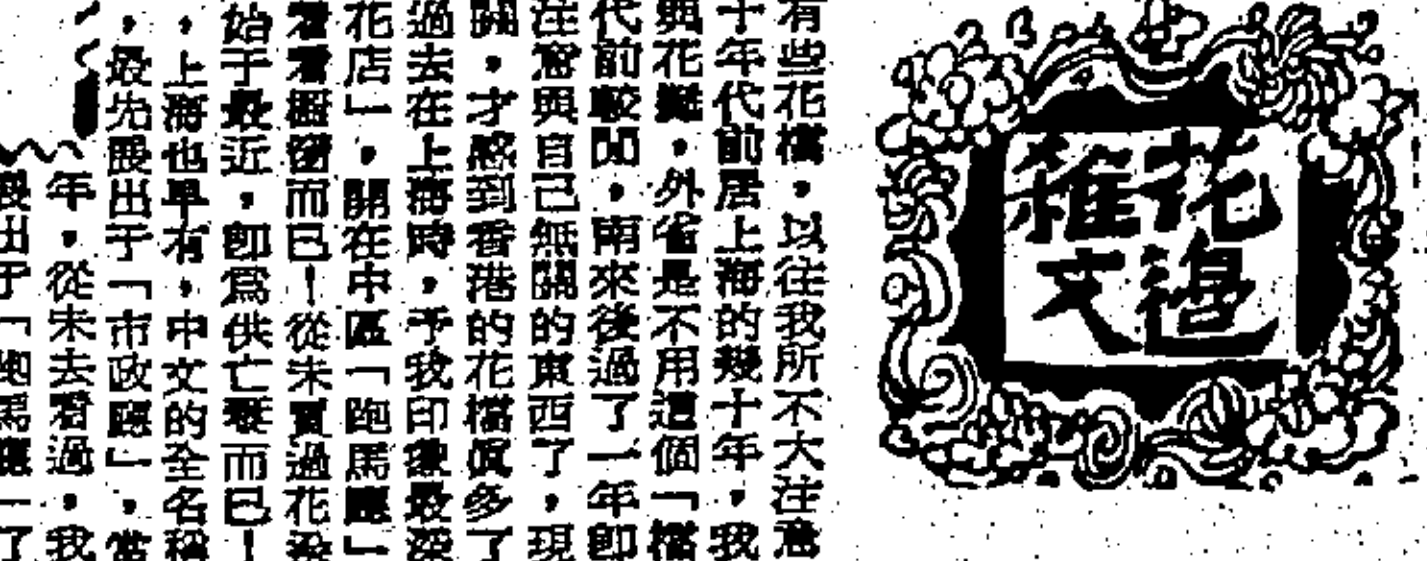 花邊
雜文
有些花檔，以往我所不大注意
十年代前居上海的幾十年，我
與花攤，外省是不用這個「檔
代前較閒，南來後過了一年卽
注意與自己無關的東西了，現
關，才感到香港的花檔眞多了
過去在上海時，予我印象最深
花店」，開在中區「跑馬廳」
看看櫥窗而已！從未買過花
始于最近，卽爲供亡妻而已！
，上海也早有，中文的全名稱
，最先展出于「市政廳」，當
年，從未去看過，我
展出于「跑馬廳」了